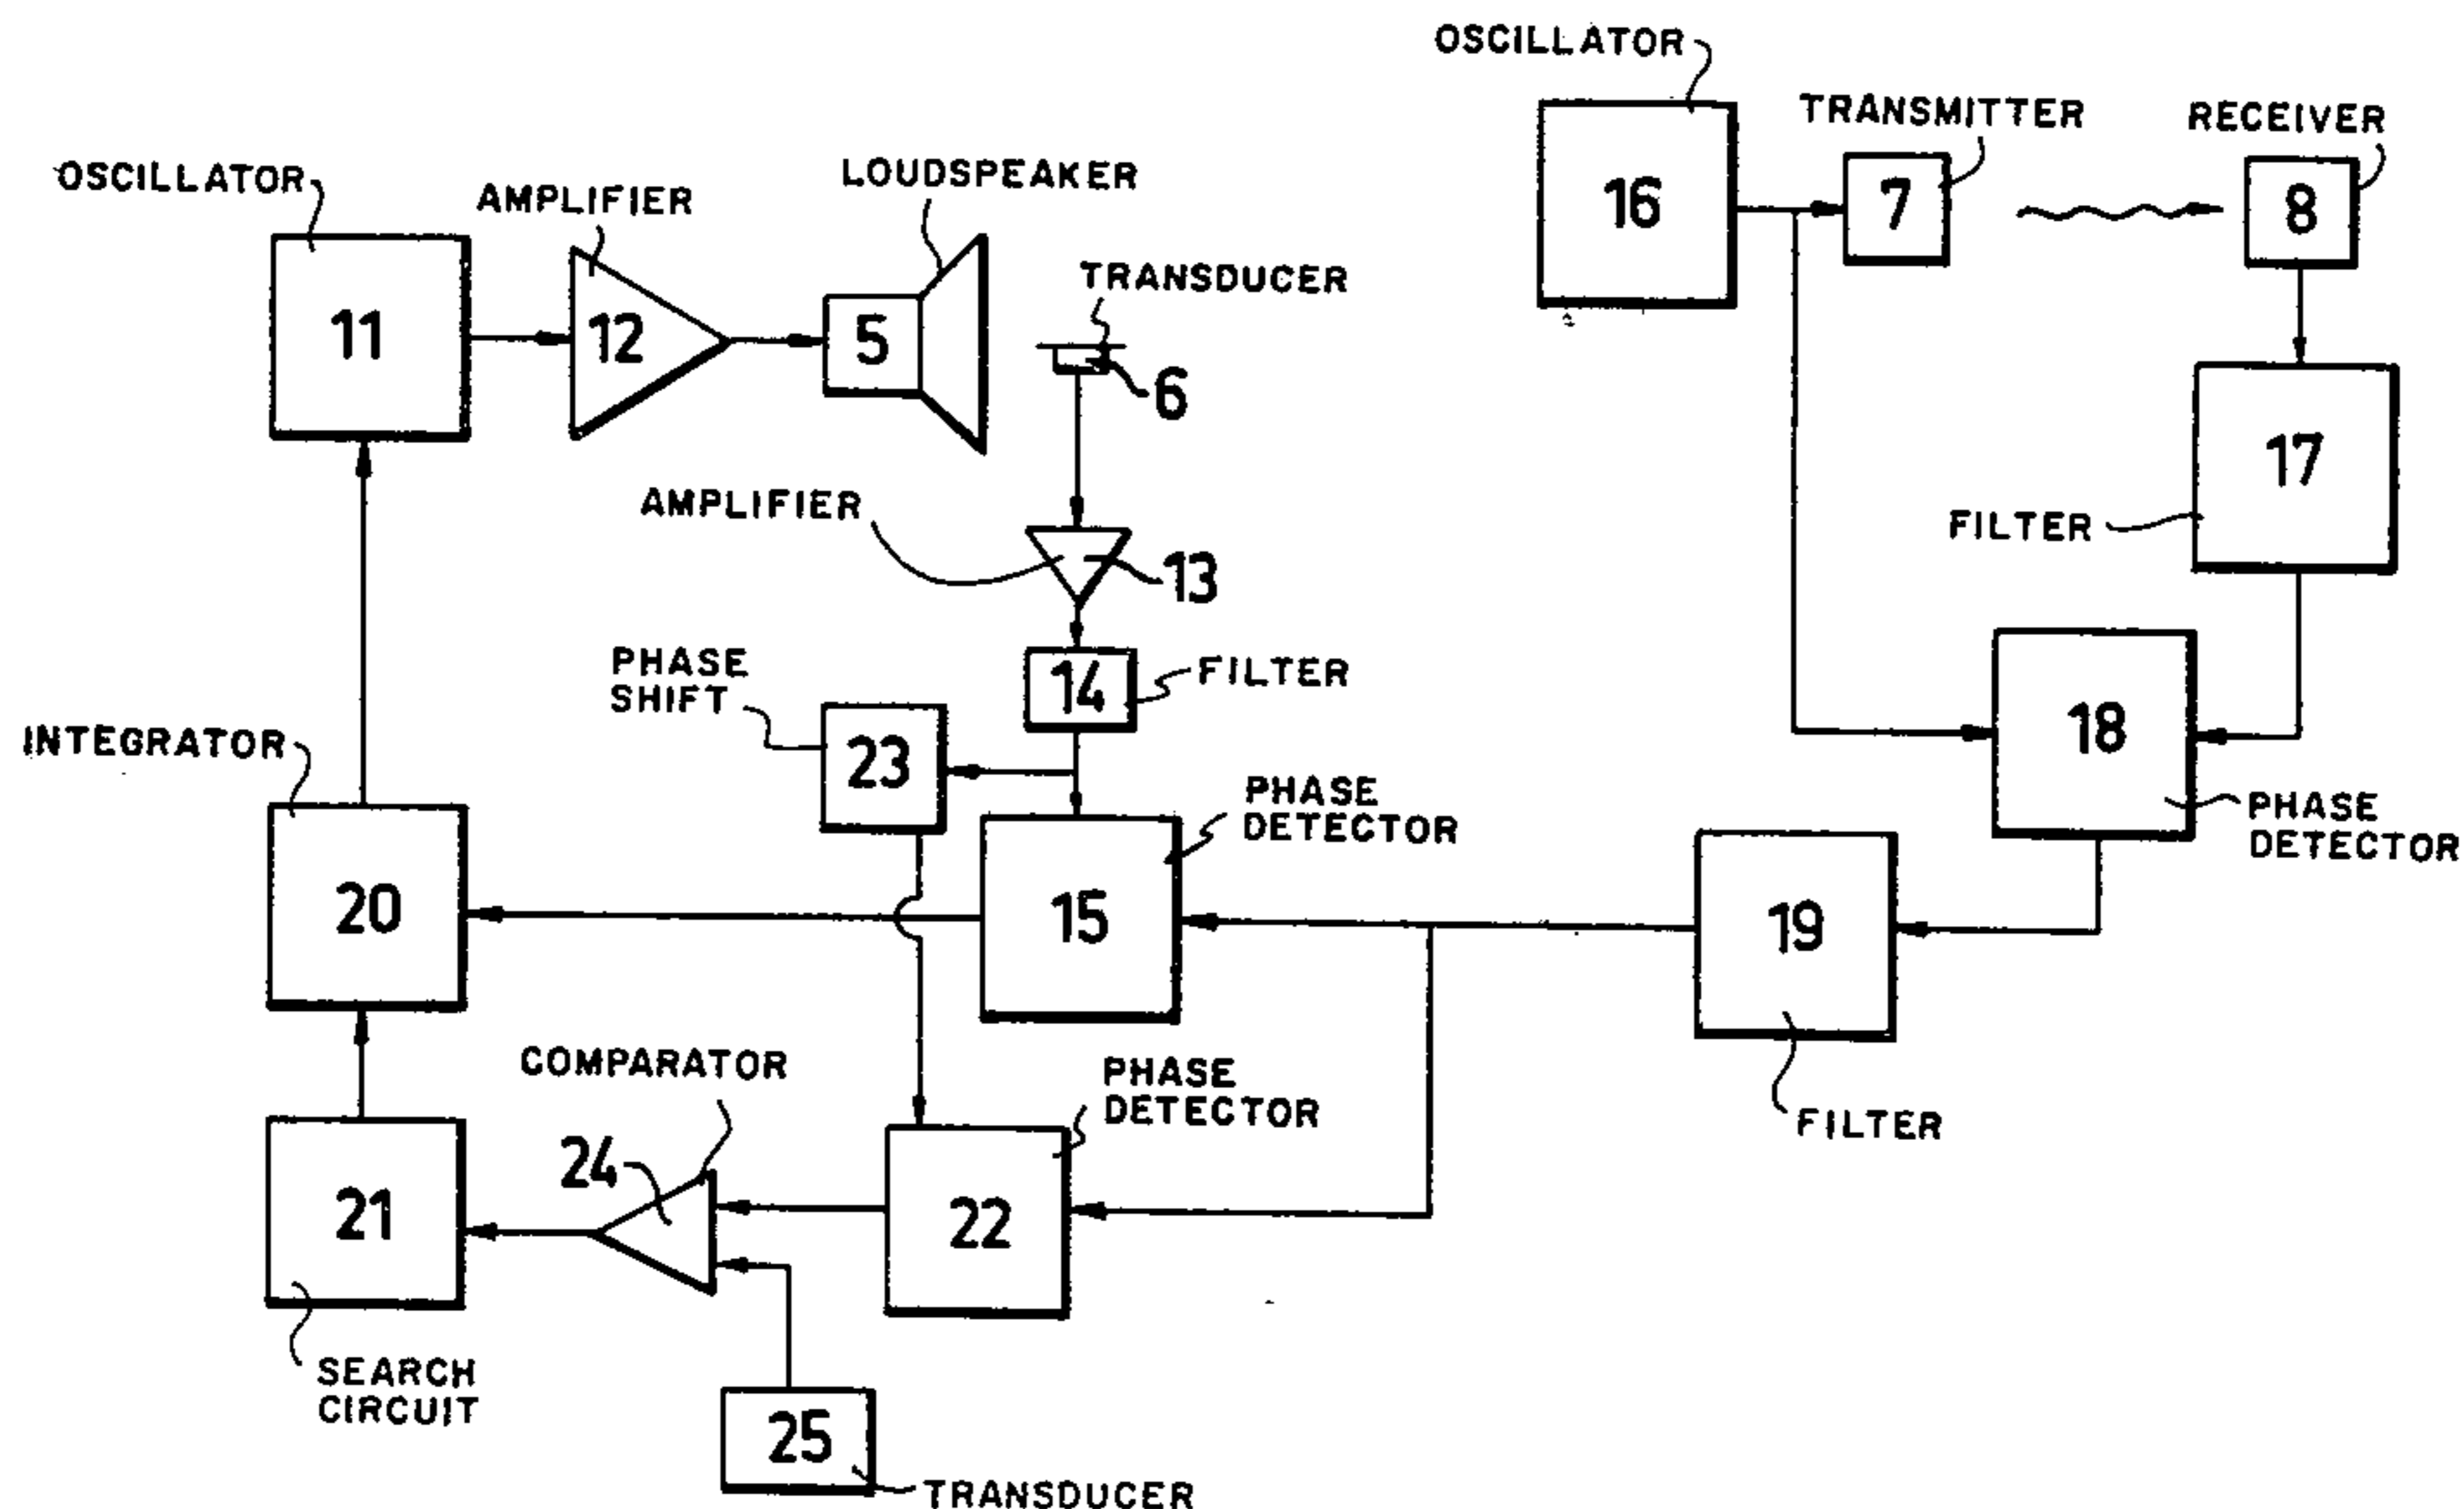 OSCILLATOR
TRANSMITTER
RECEIVER
16
7
8
OSCILLATOR
AMPLIFIER
LOUDSPEAKER
TRANSDUCER
11
12
5
6
17
FILTER
AMPLIFIER
13
PHASE
SHIFT
14
FILTER
INTEGRATOR
23
18
PHASE
DETECTOR
PHASE
DETECTOR
20
15
19
COMPARATOR
PHASE
DETECTOR
FILTER
24
21
22
SEARCH
CIRCUIT
25
TRANSDUCER